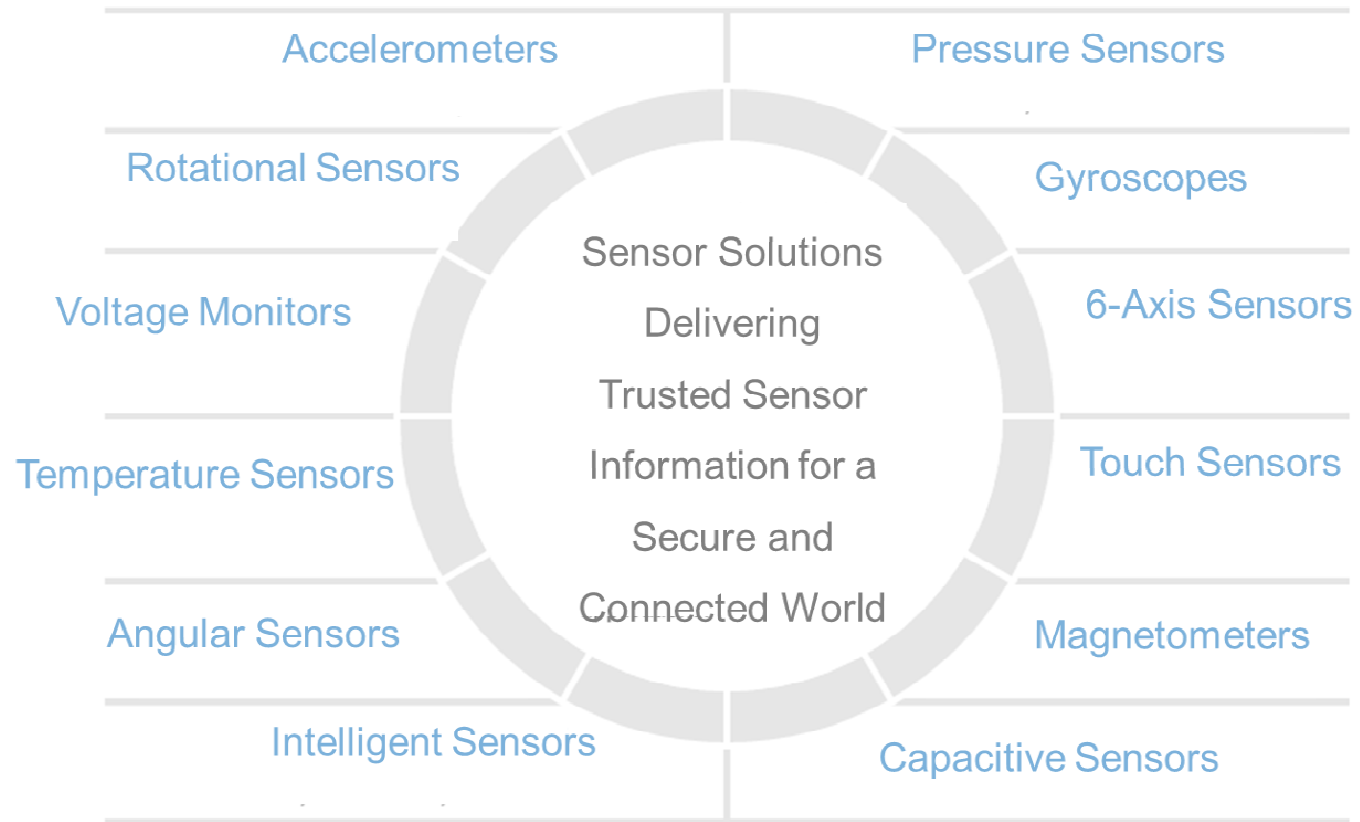 Accelerometers
Pressure Sensors
Rotational Sensors
Gyroscopes
Voltage Monitors
6-Axis Sensors
Temperature Sensors
Touch Sensors
Angular Sensors
Magnetometers
Intelligent Sensors
Capacitive Sensors
Sensor Solutions
Delivering
Trusted Sensor
Information for a
Secure and
Connected World